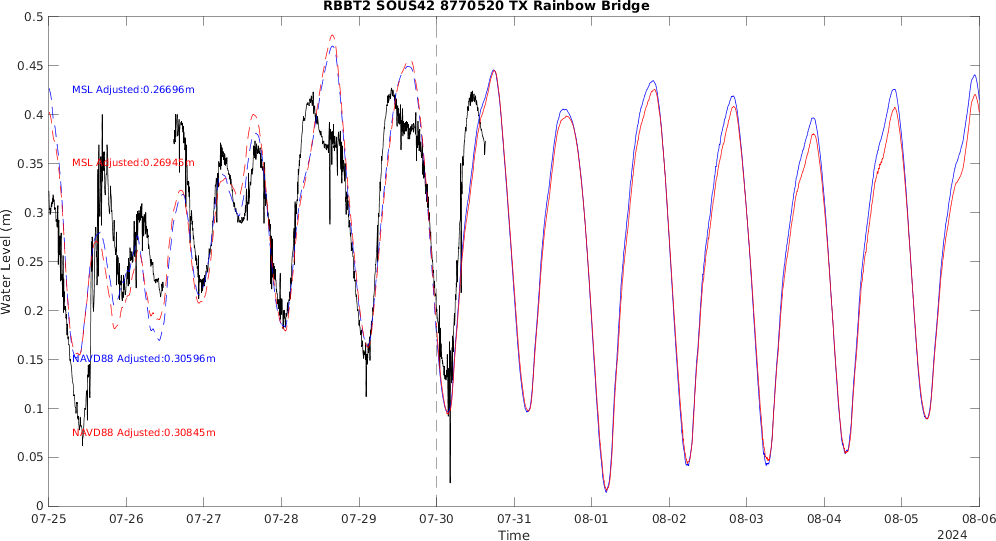 RBBT2 SOUS42 8770520 TX Rainbow Bridge
0.5
0.45
0.4
0.35
0.3
0.25
0.2
0.15
0.1
0.05
0
Water Level (m)
MSL Adjusted:0.26696m
MSL Adjusted:0.26945m
NAVD88 Adjusted:0.30596m
NAVD88 Adjusted:0.30845m
07-25 07-26 07-27 07-28 07-29 07-30 07-31 08-01 08-02 08-03 08-04 08-05 08-06
Time
2024